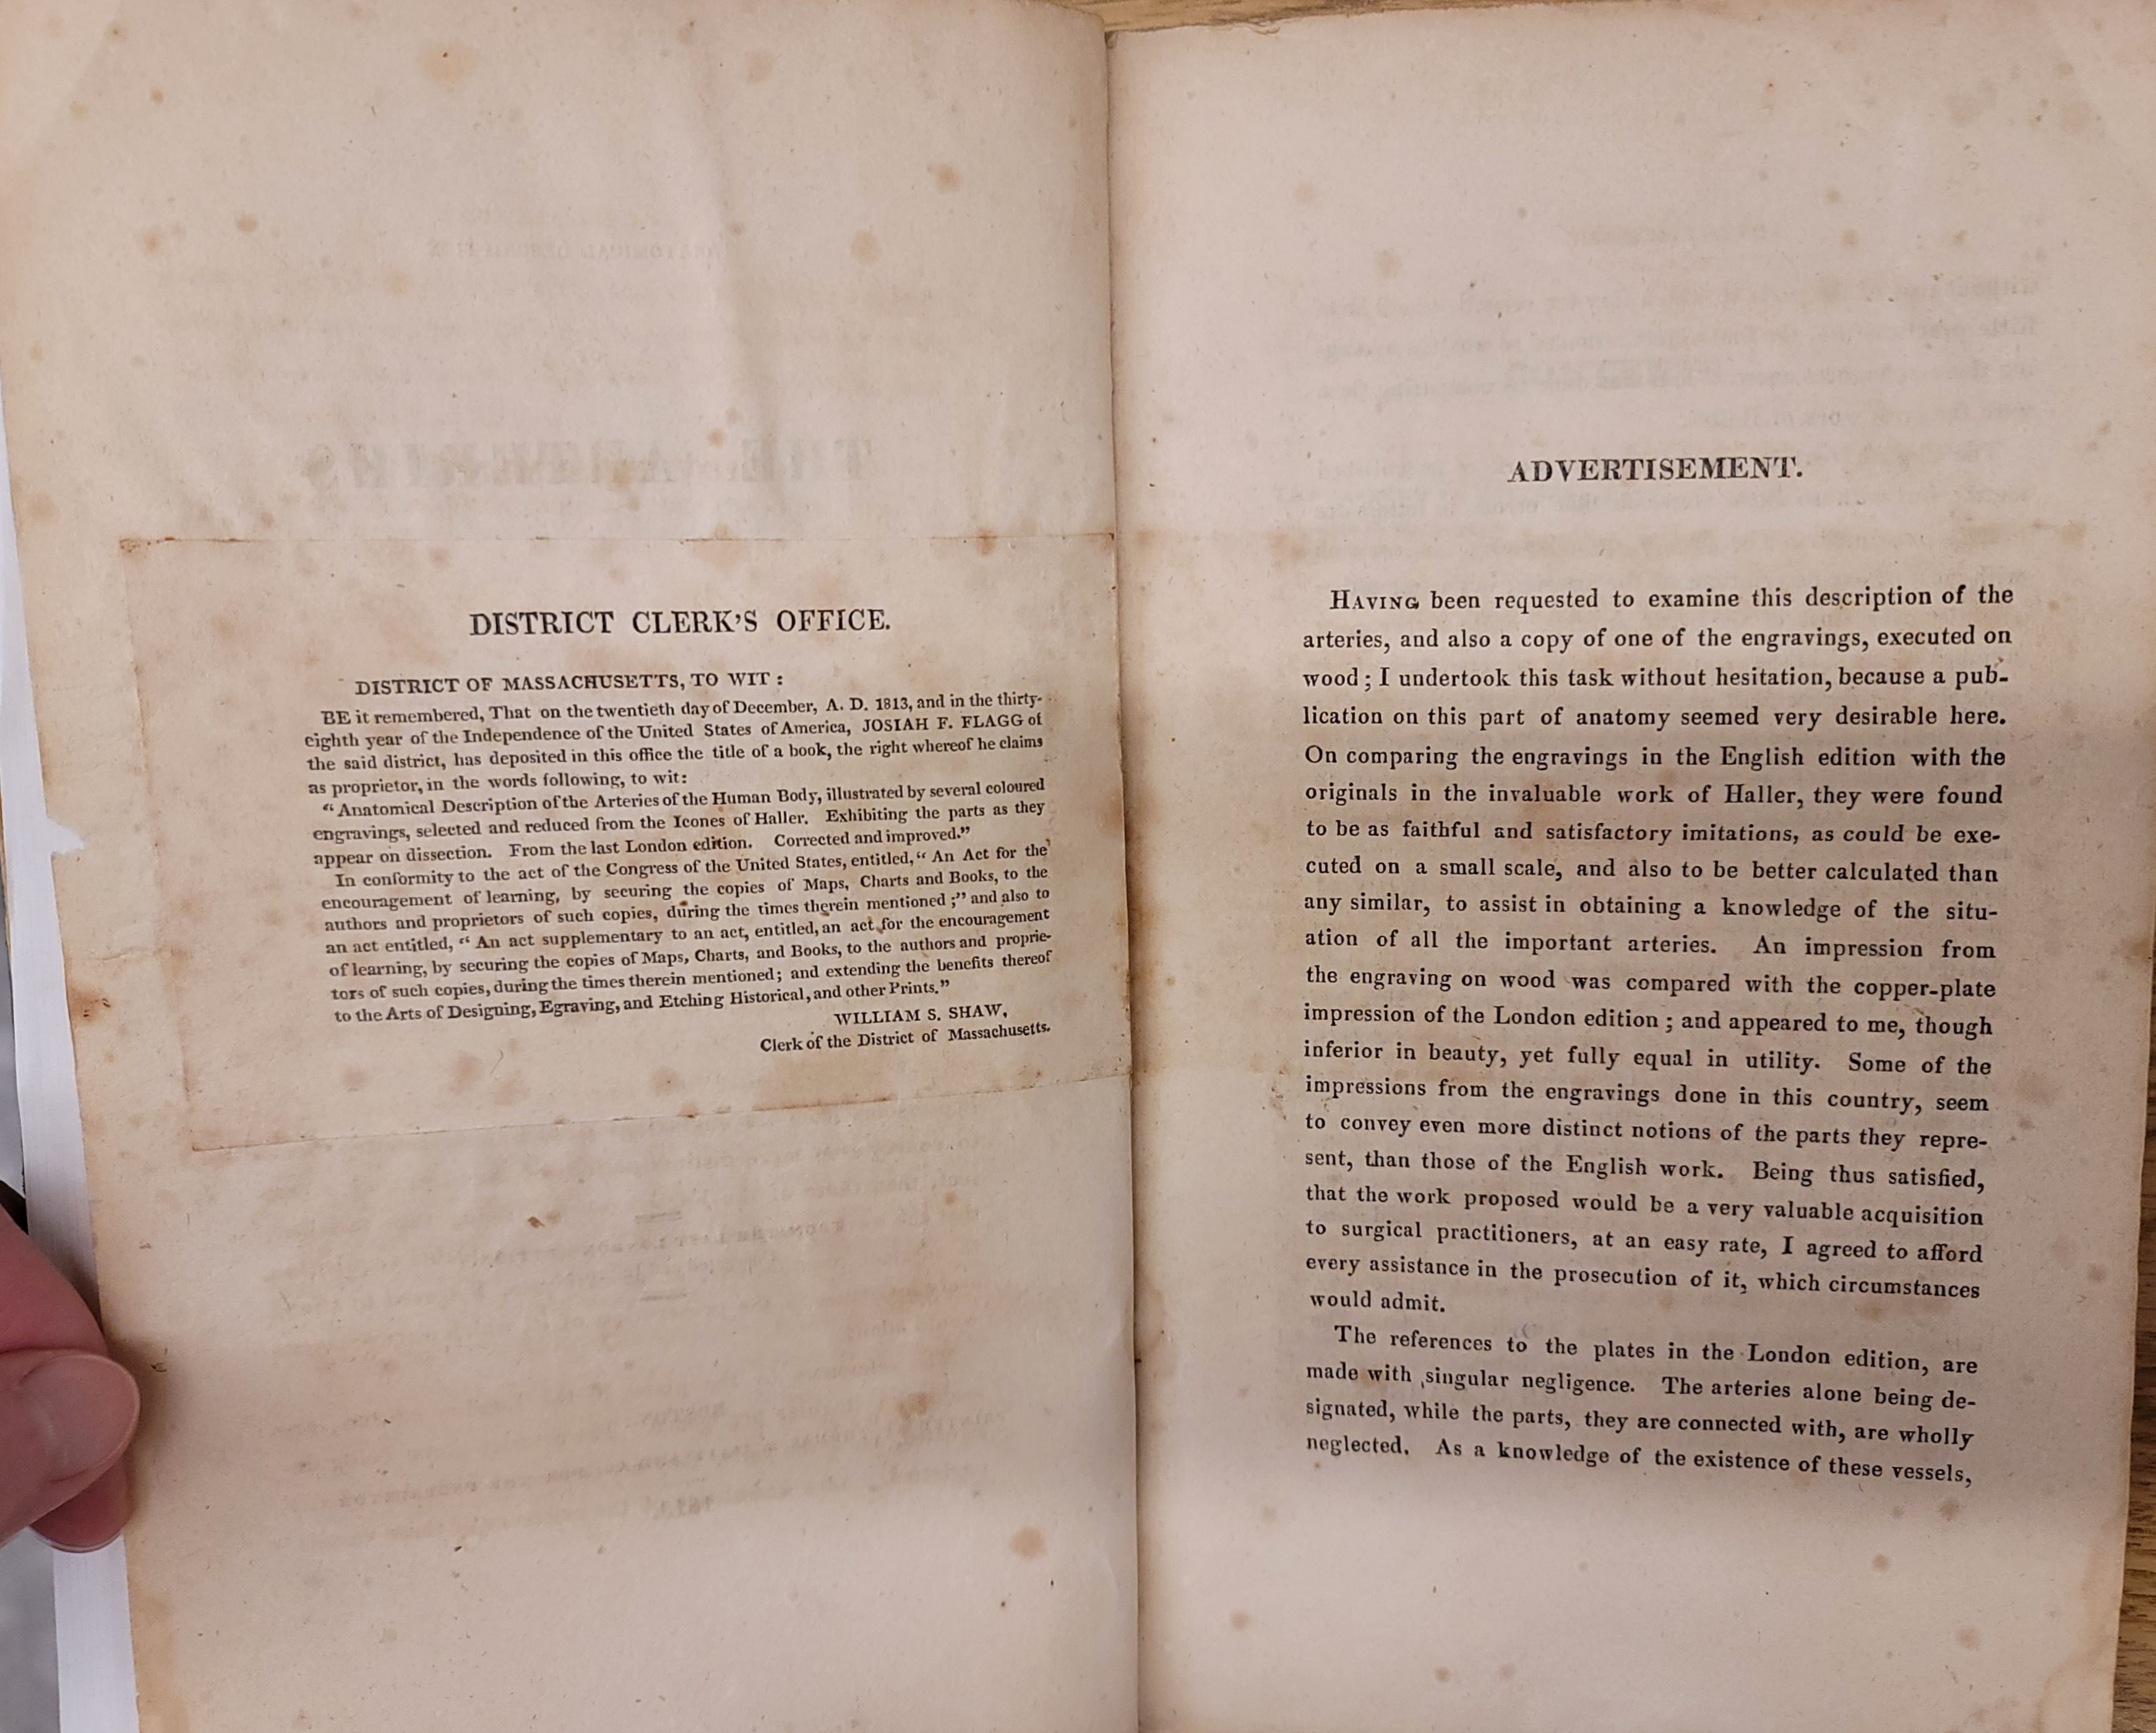 DISTRICT CLERK'S OFFICE.
DISTRICT OF MASSACHUSETTS, TO WIT :
BE it remembered, That on the twentieth day of December, A. D. 1813, and in the thirty-
eighth year of the Independence of the United States of America, JOSIAH F. FLAGG of
the said district, has deposited in this office the title of a book, the right whereof he claims
as proprietor, in the words following, to wit:
“ Anatomical Description of the Arteries of the Human Body, illustrated by several coloured
engravings, selected and reduced from the Icones of Haller. Exhibiting the parts as they
appear on dissection. From the last London edition. Corrected and improved.”
In conformity to the act of the Congress of the United States, entitled, “ An Act for the
encouragement of learning, by securing the copies of Maps, Charts and Books, to the
authors and proprietors of such copies, during the times therein mentioned ;” and also to
an act entitled, “ An act supplementary to an act, entitled, an act for the encouragement
of learning, by securing the copies of Maps, Charts, and Books, to the authors and proprie-
tors of such copies, during the times therein mentioned; and extending the benefits thereof
to the Arts of Designing, Egraving, and Etching Historical, and other Prints.”
WILLIAM S. SHAW,
Clerk of the District of Massachusetts.
ADVERTISEMENT.
HAVING been requested to examine this description of the
arteries, and also a copy of one of the engravings, executed on
wood ; I undertook this task without hesitation, because a pub-
lication on this part of anatomy seemed very desirable here.
On comparing the engravings in the English edition with the
originals in the invaluable work of Haller, they were found
to be as faithful and satisfactory imitations, as could be exe-
cuted on a small scale, and also to be better calculated than
any similar, to assist in obtaining a knowledge of the situ-
ation of all the important arteries. An impression from
the engraving on wood was compared with the copper-plate
impression of the London edition ; and appeared to me, though
inferior in beauty, yet fully equal in utility. Some of the
impressions from the engravings done in this country, seem
to convey even more distinct notions of the parts they repre-
sent, than those of the English work. Being thus satisfied,
that the work proposed would be a very valuable acquisition
to surgical practitioners, at an easy rate, I agreed to afford
every assistance in the prosecution of it, which circumstances
would admit.
The references to the plates in the London edition, are
made with singular negligence. The arteries alone being de-
signated, while the parts, they are connected with, are wholly
neglected. As a knowledge of the existence of these vessels,